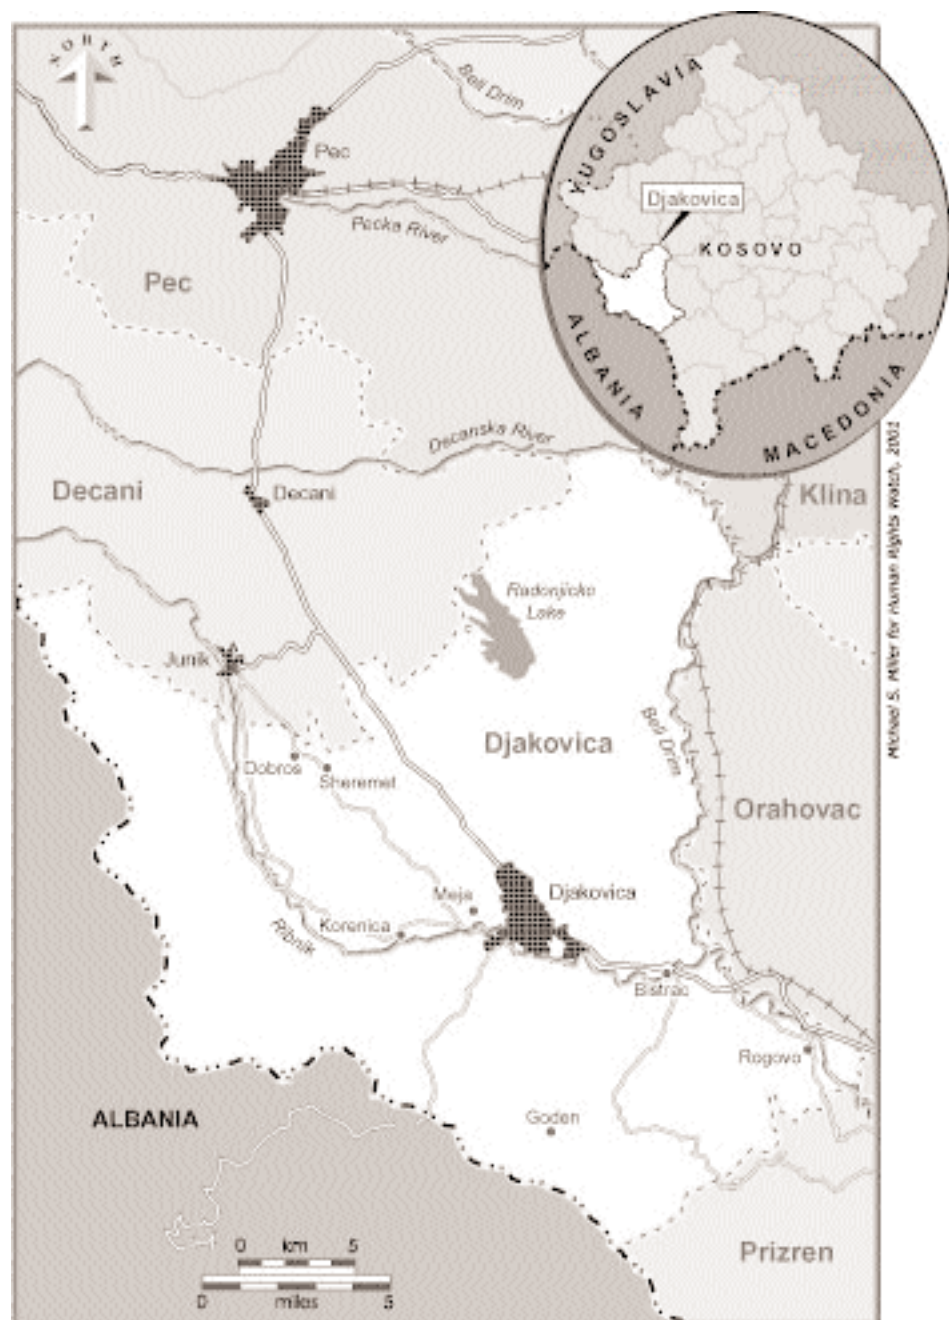 NORTH
Beli Drim
YUGOSLAVIA
Pec
Djakovica
Pecka River
KOSOVO
Pec
ALBANIA
MACEDONIA
Decanska River
Decani
Decani
Klina
Radonjicko
Lake
Junik
Djakovica
Beli Drim
Dobros
Sheremet
Orahovac
Meja
Djakovica
Korenica
Ribnik
Bistrac
Rogovo
ALBANIA
Goden
0 km 5
Prizren
0 miles 5
Michael S. Miller for Human Rights Watch, 2001